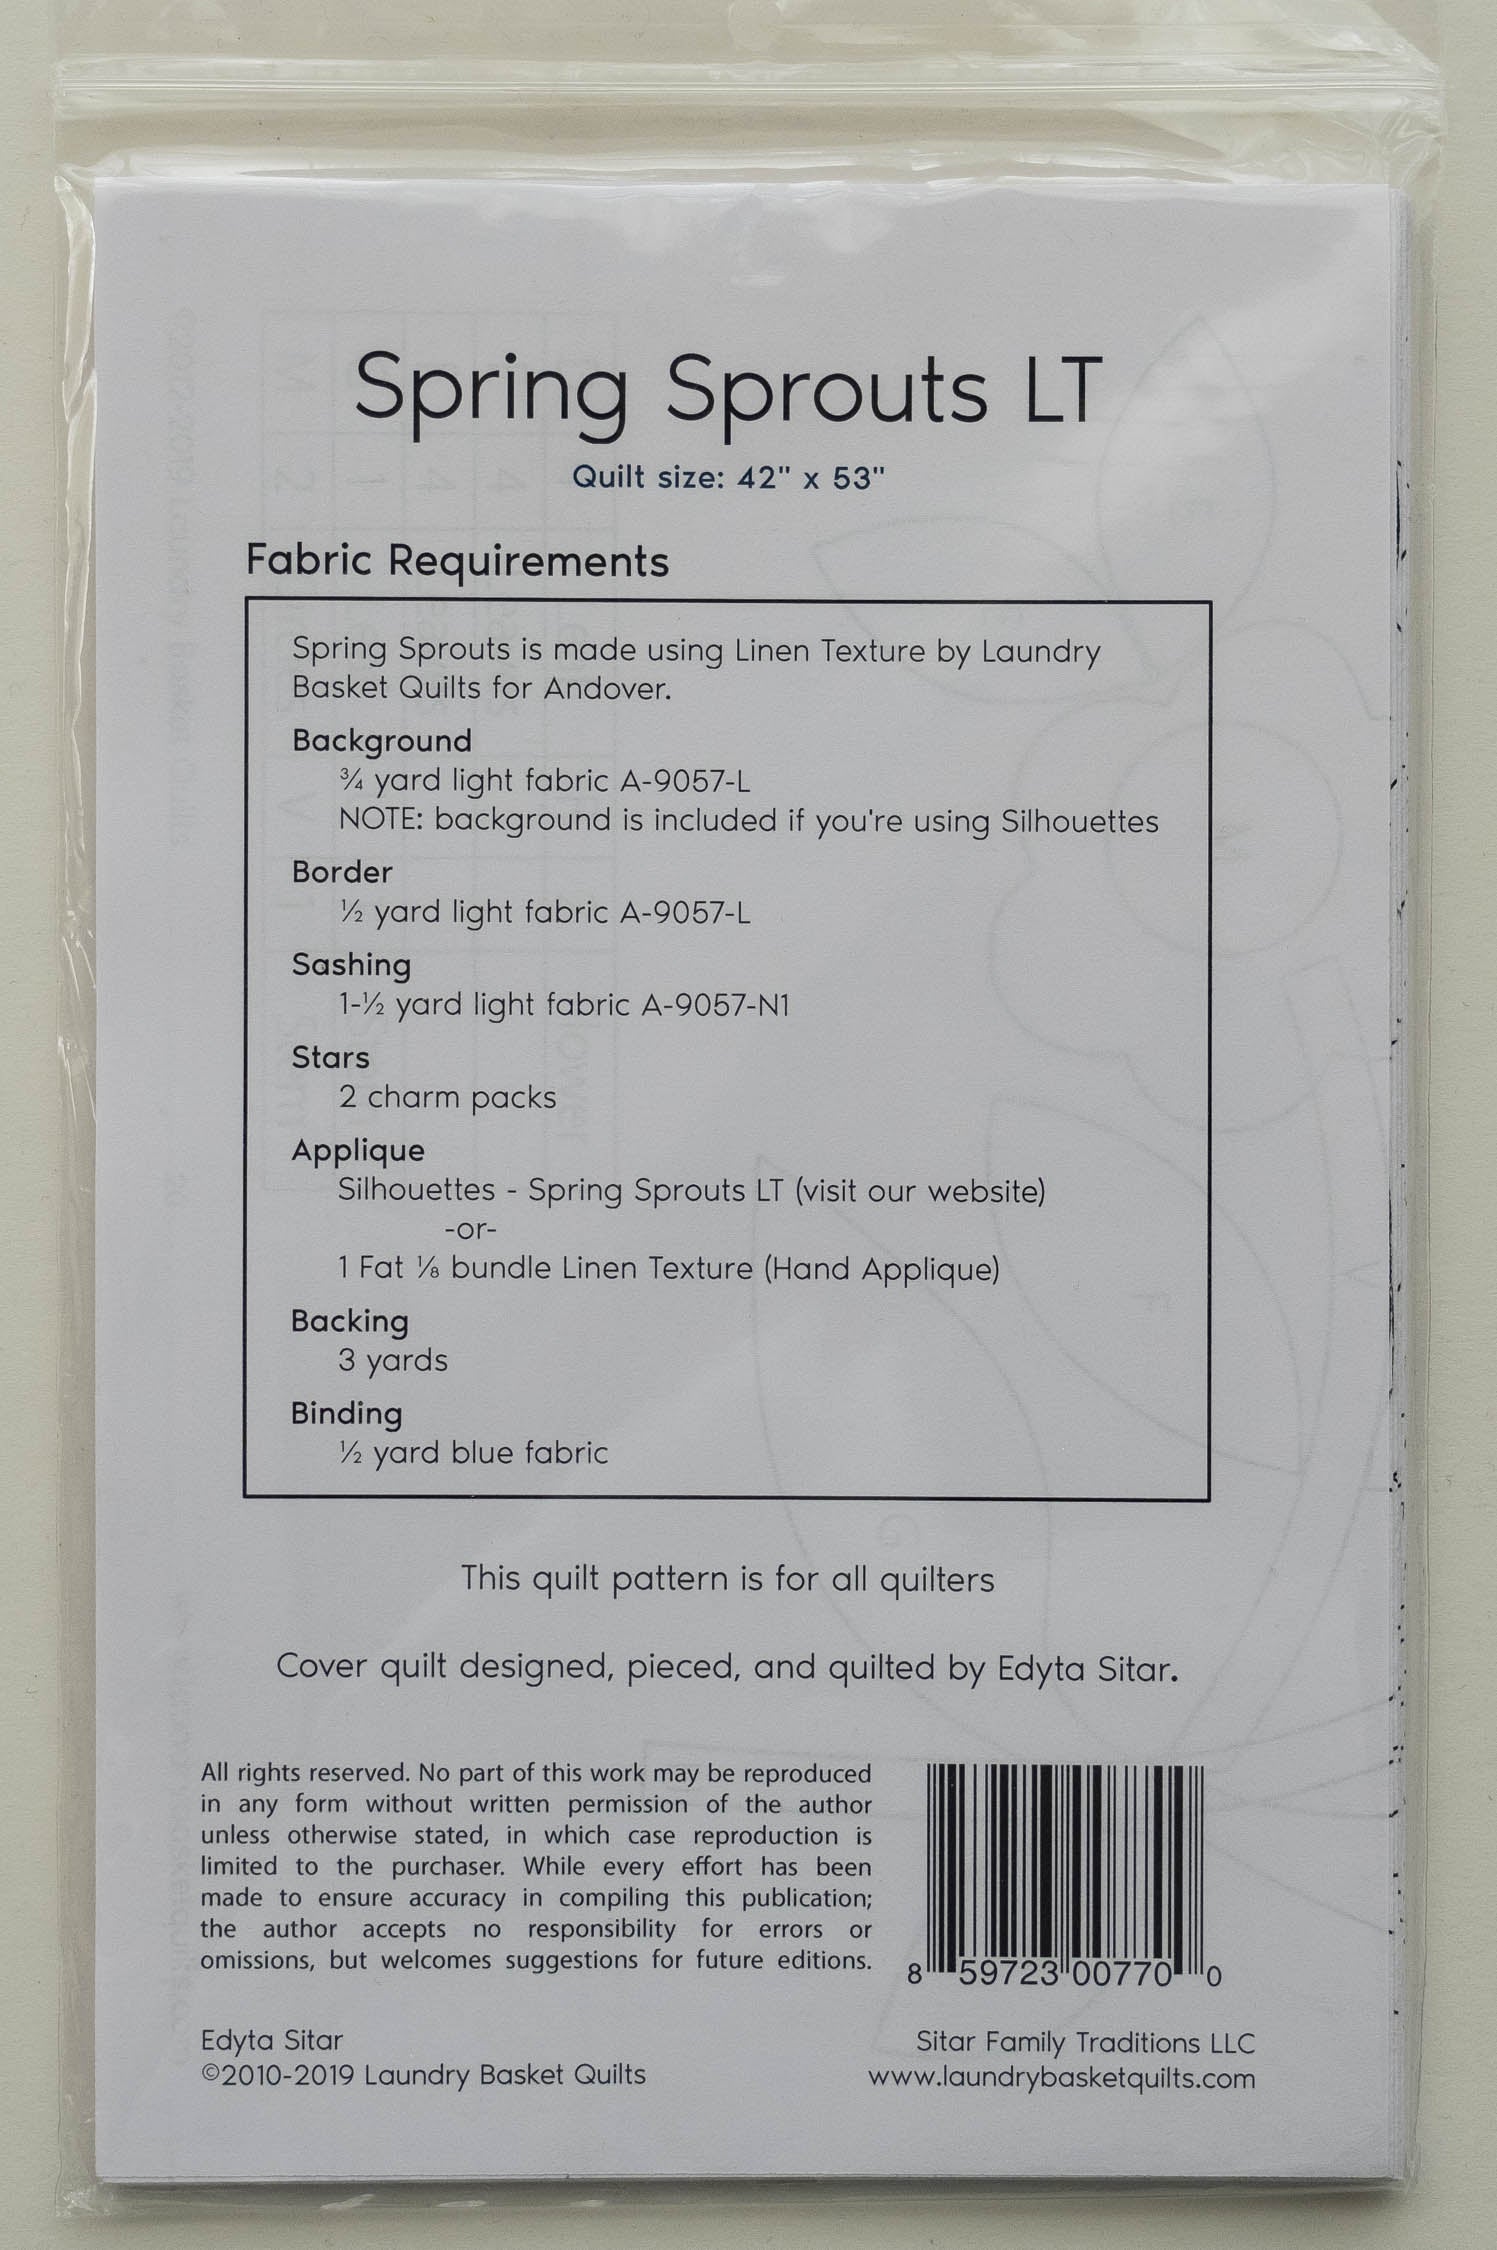 Spring Sprouts LT
Quilt size: 42" x 53"
Fabric Requirements
Spring Sprouts is made using Linen Texture by Laundry
Basket Quilts for Andover.
Background
¾ yard light fabric A-9057-L
NOTE: background is included if you're using Silhouettes
Border
½ yard light fabric A-9057-L
Sashing
1-½ yard light fabric A-9057-N1
Stars
2 charm packs
Applique
Silhouettes - Spring Sprouts LT (visit our website)
-or-
1 Fat ⅛ bundle Linen Texture (Hand Applique)
Backing
3 yards
Binding
½ yard blue fabric
This quilt pattern is for all quilters
Cover quilt designed, pieced, and quilted by Edyta Sitar.
All rights reserved. No part of this work may be reproduced
in any form without written permission of the author
unless otherwise stated, in which case reproduction is
limited to the purchaser. While every effort has been
made to ensure accuracy in compiling this publication;
the author accepts no responsibility for errors or
omissions, but welcomes suggestions for future editions.
8 59723 00770 0
Edyta Sitar
©2010-2019 Laundry Basket Quilts
Sitar Family Traditions LLC
www.laundrybasketquilts.com